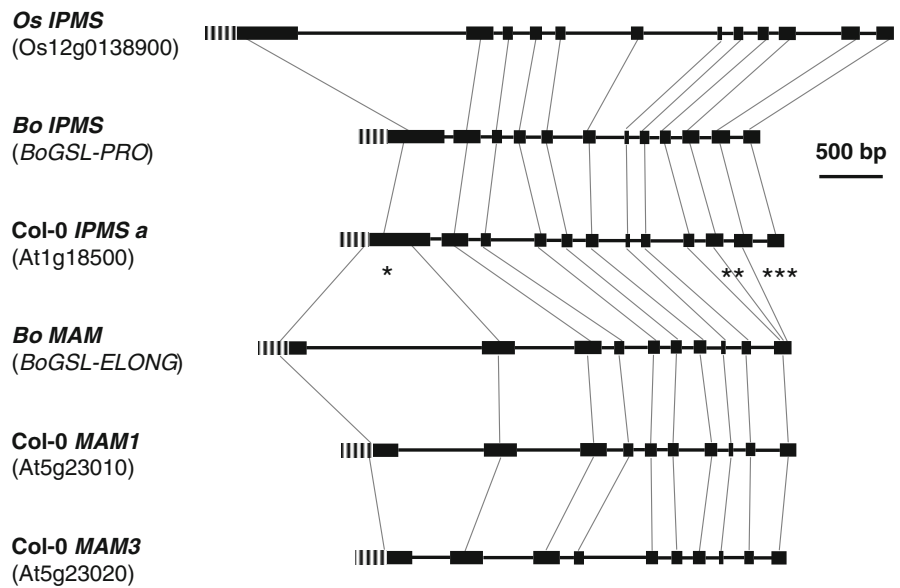 Os IPMS
(Os12g0138900)
Bo IPMS
(BoGSL-PRO)
500 bp
Col-0 IPMS a
(At1g18500)
* ** ***
Bo MAM
(BoGSL-ELONG)
Col-0 MAM1
(At5g23010)
Col-0 MAM3
(At5g23020)